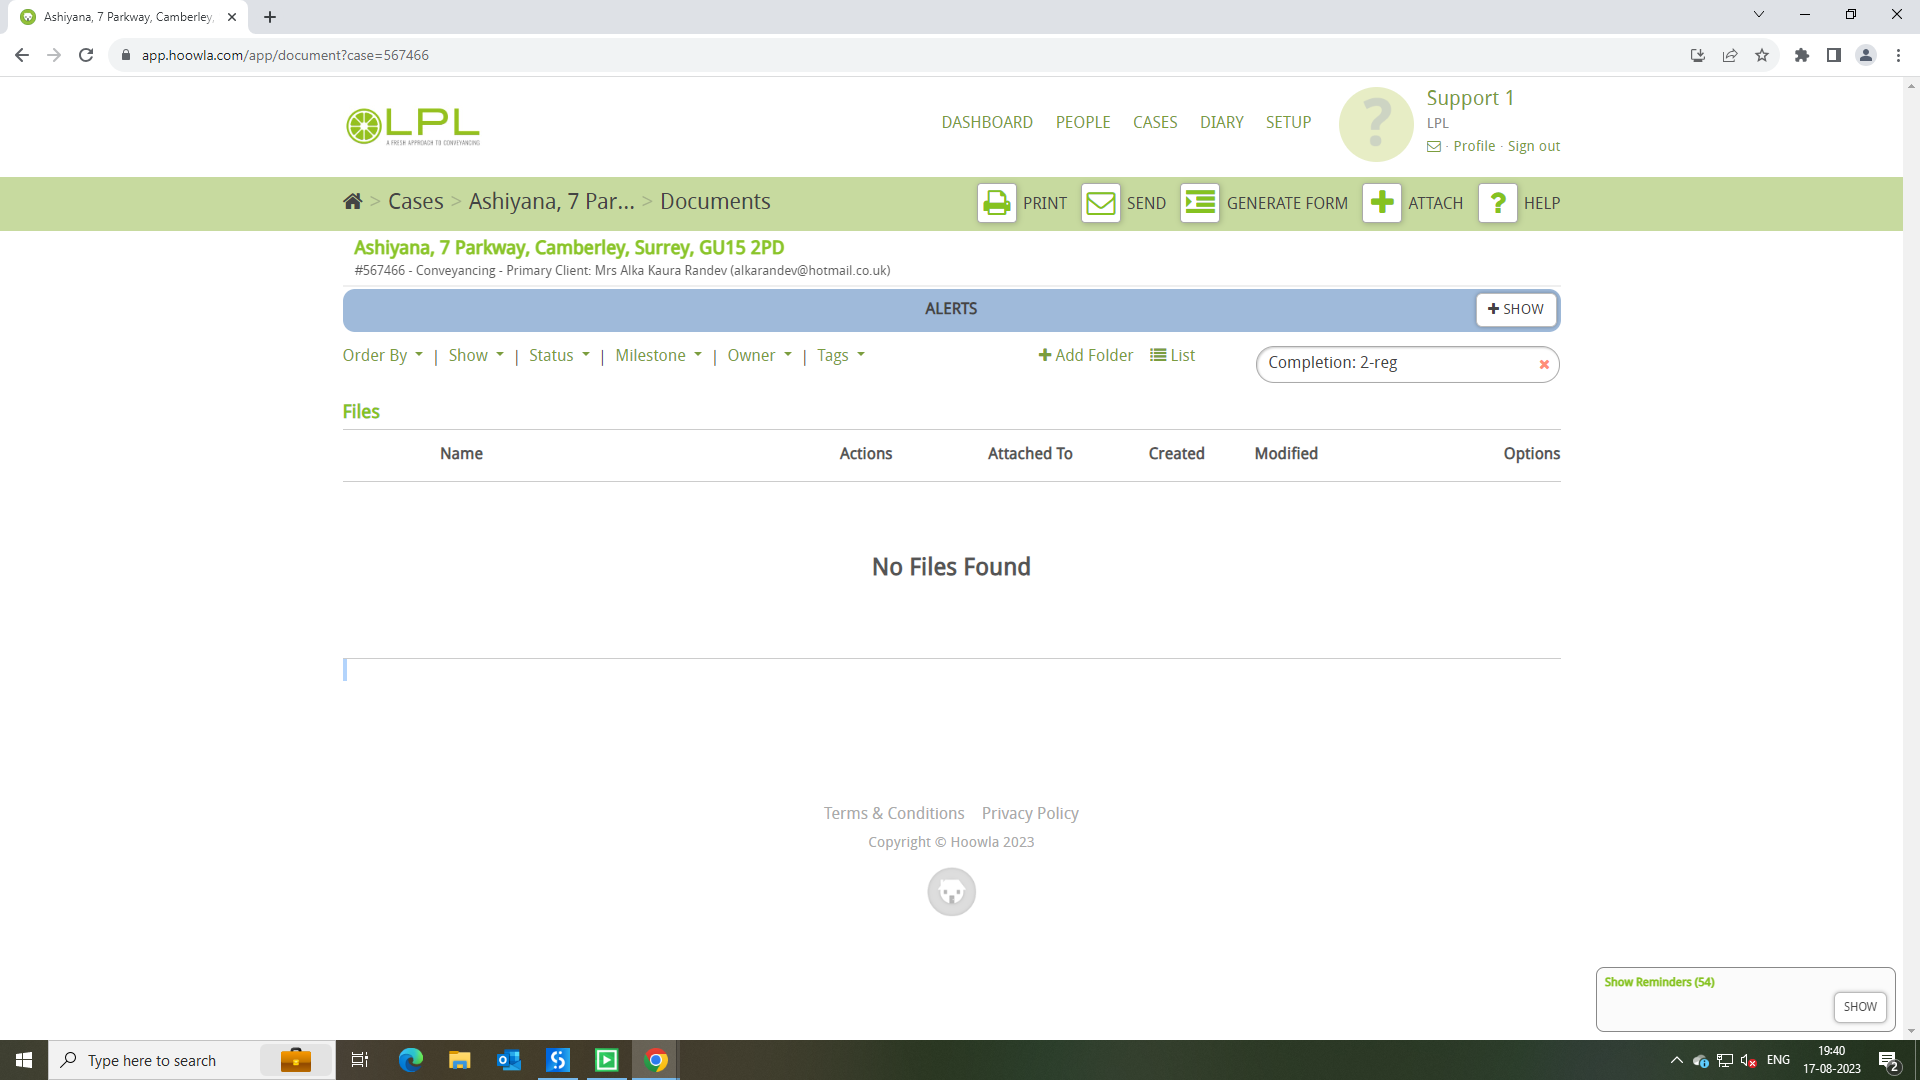 Ashiyana, 7 Parkway, Camberley,
app.hoowla.com/app/document?case=567466
LPL
A FRESH APPROACH TO CONVEYANCING
DASHBOARD PEOPLE CASES DIARY SETUP
?
Support 1
LPL
· Profile · Sign out
> Cases > Ashiyana, 7 Par... > Documents
PRINT SEND GENERATE FORM ATTACH ? HELP
Ashiyana, 7 Parkway, Camberley, Surrey, GU15 2PD
#567466 - Conveyancing - Primary Client: Mrs Alka Kaura Randev (alkarandev@hotmail.co.uk)
ALERTS
SHOW
Order By | Show | Status | Milestone | Owner | Tags
Add Folder List
Completion: 2-reg
Files
Name Actions Attached To Created Modified Options
No Files Found
Terms & Conditions Privacy Policy
Copyright © Hoowla 2023
Show Reminders (54)
SHOW
Type here to search
ENG
19:40
17-08-2023
2